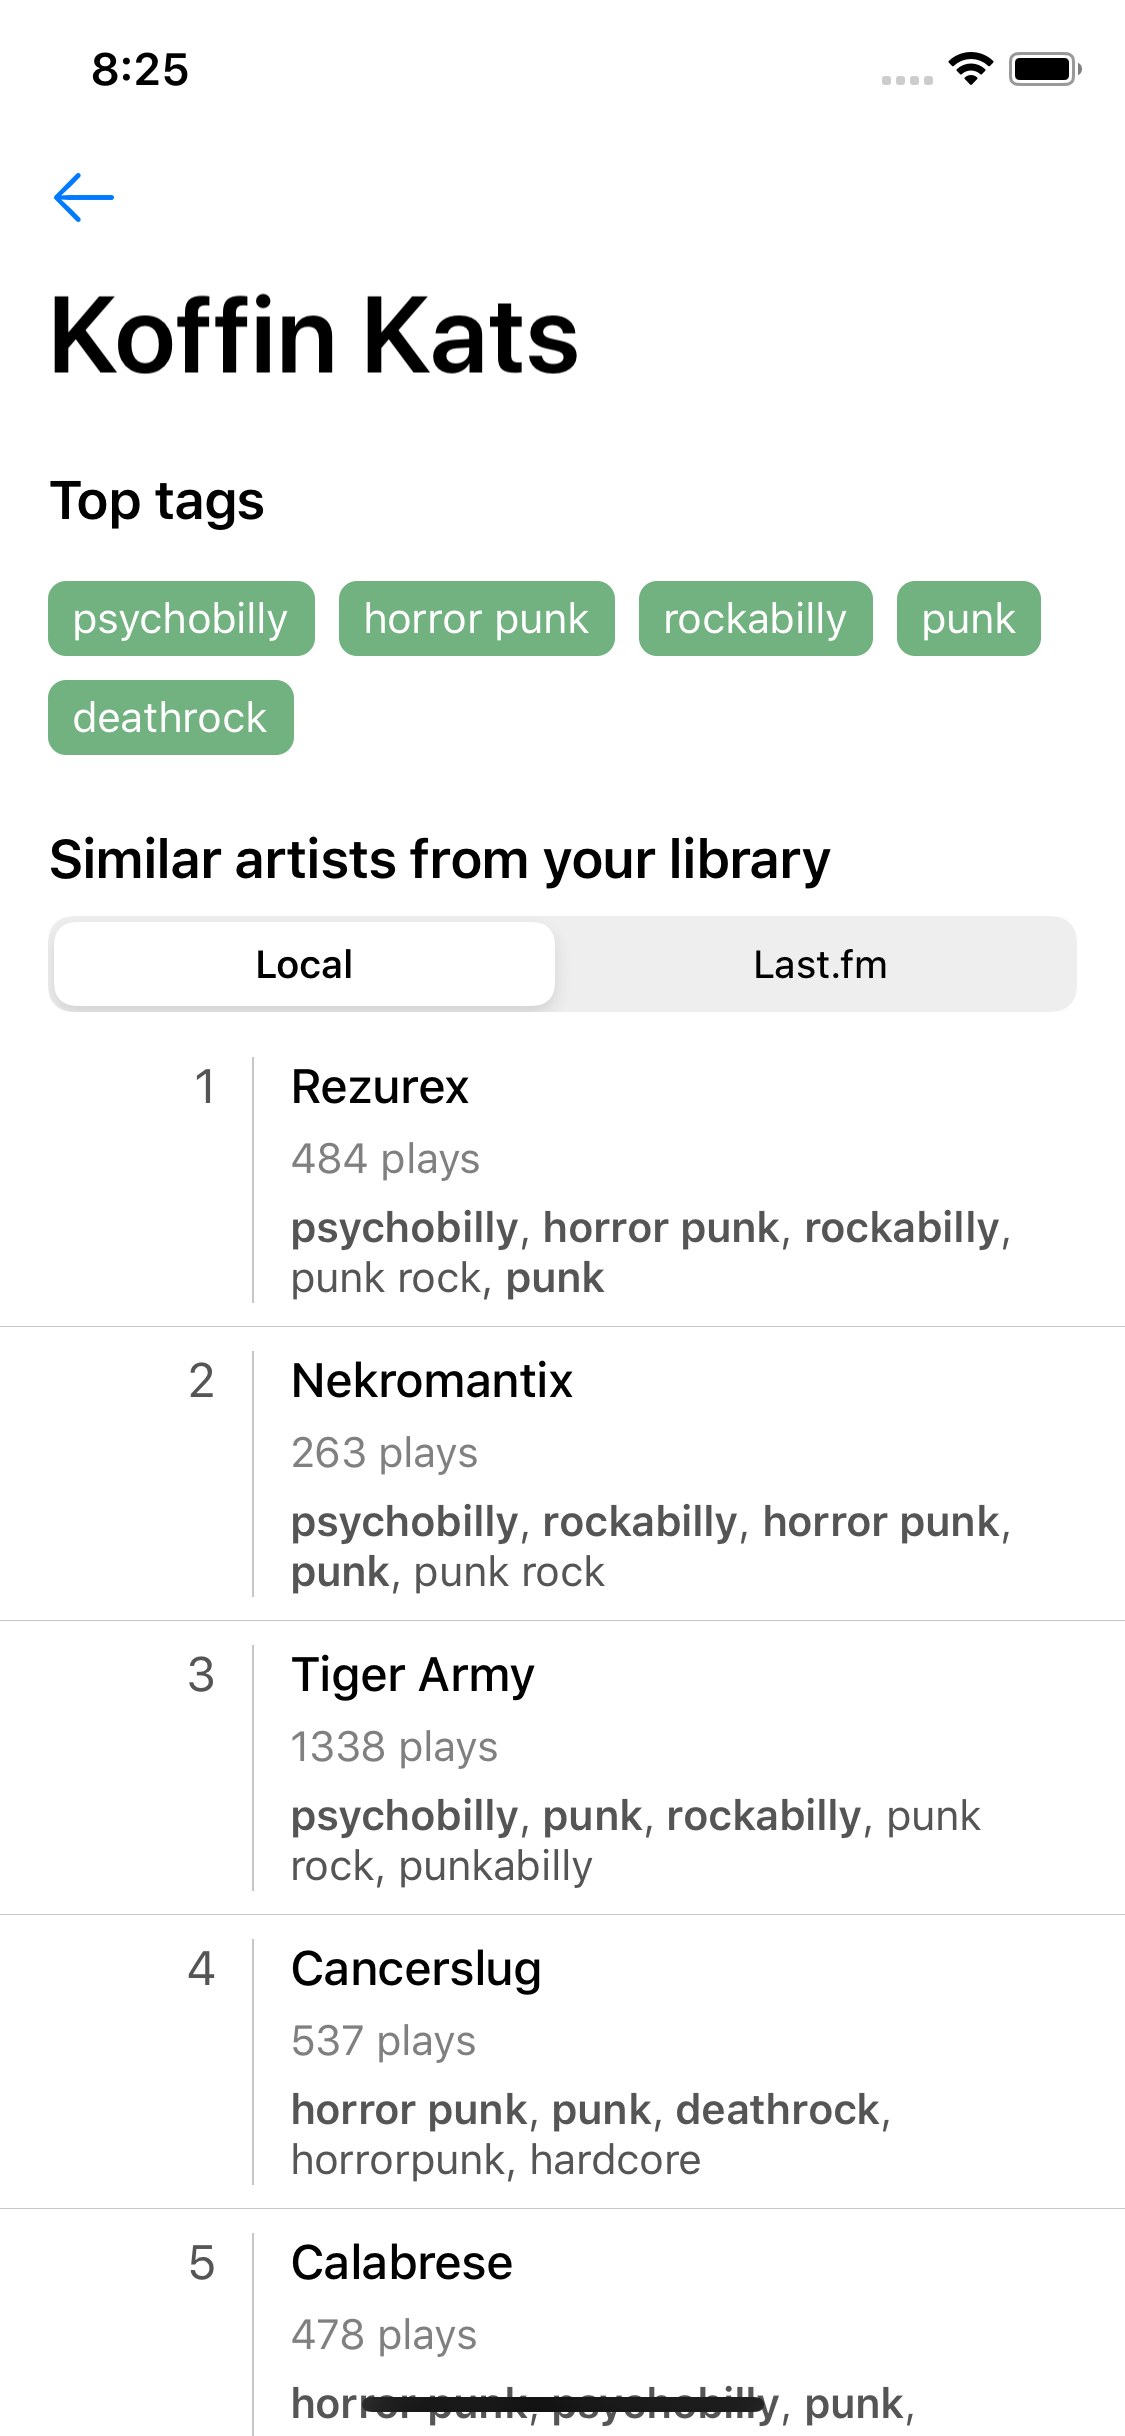 8:25
Koffin Kats
Top tags
psychobilly horror punk rockabilly punk
deathrock
Similar artists from your library
Local Last.fm
1 Rezurex
484 plays
psychobilly, horror punk, rockabilly,
punk rock, punk
2 Nekromantix
263 plays
psychobilly, rockabilly, horror punk,
punk, punk rock
3 Tiger Army
1338 plays
psychobilly, punk, rockabilly, punk
rock, punkabilly
4 Cancerslug
537 plays
horror punk, punk, deathrock,
horrorpunk, hardcore
5 Calabrese
478 plays
horror punk, psychobilly, punk,